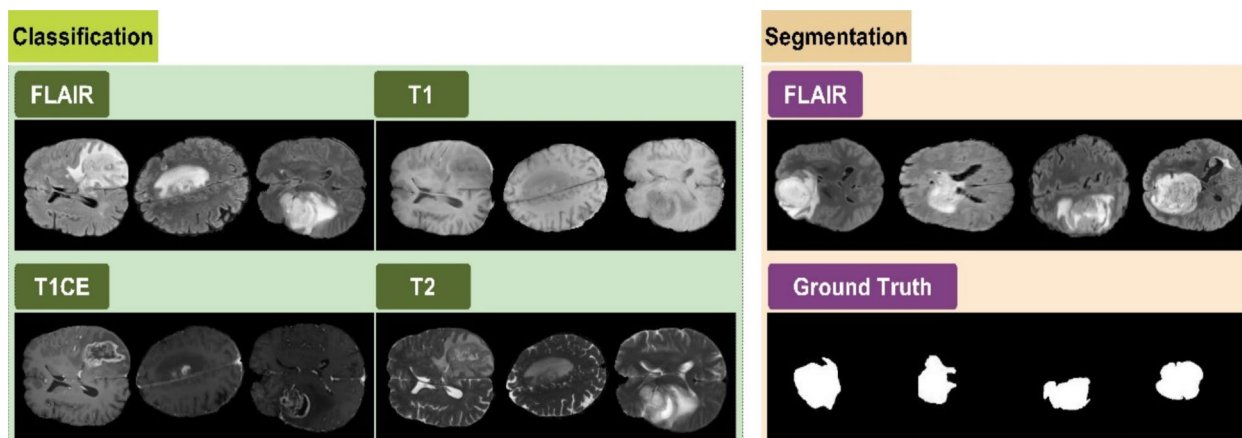 Classification
FLAIR
T1
T1CE
T2
Segmentation
FLAIR
Ground Truth